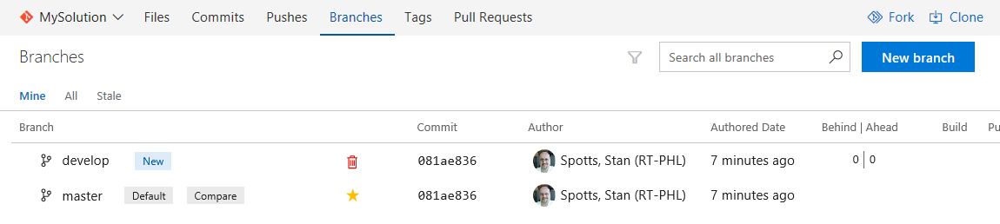 MySolution Files Commits Pushes Branches Tags Pull Requests Fork Clone
Branches Search all branches New branch
Mine All Stale
Branch Commit Author Authored Date Behind | Ahead Build Pu
develop New 081ae836 Spotts, Stan (RT-PHL) 7 minutes ago 0 | 0
master Default Compare 081ae836 Spotts, Stan (RT-PHL) 7 minutes ago